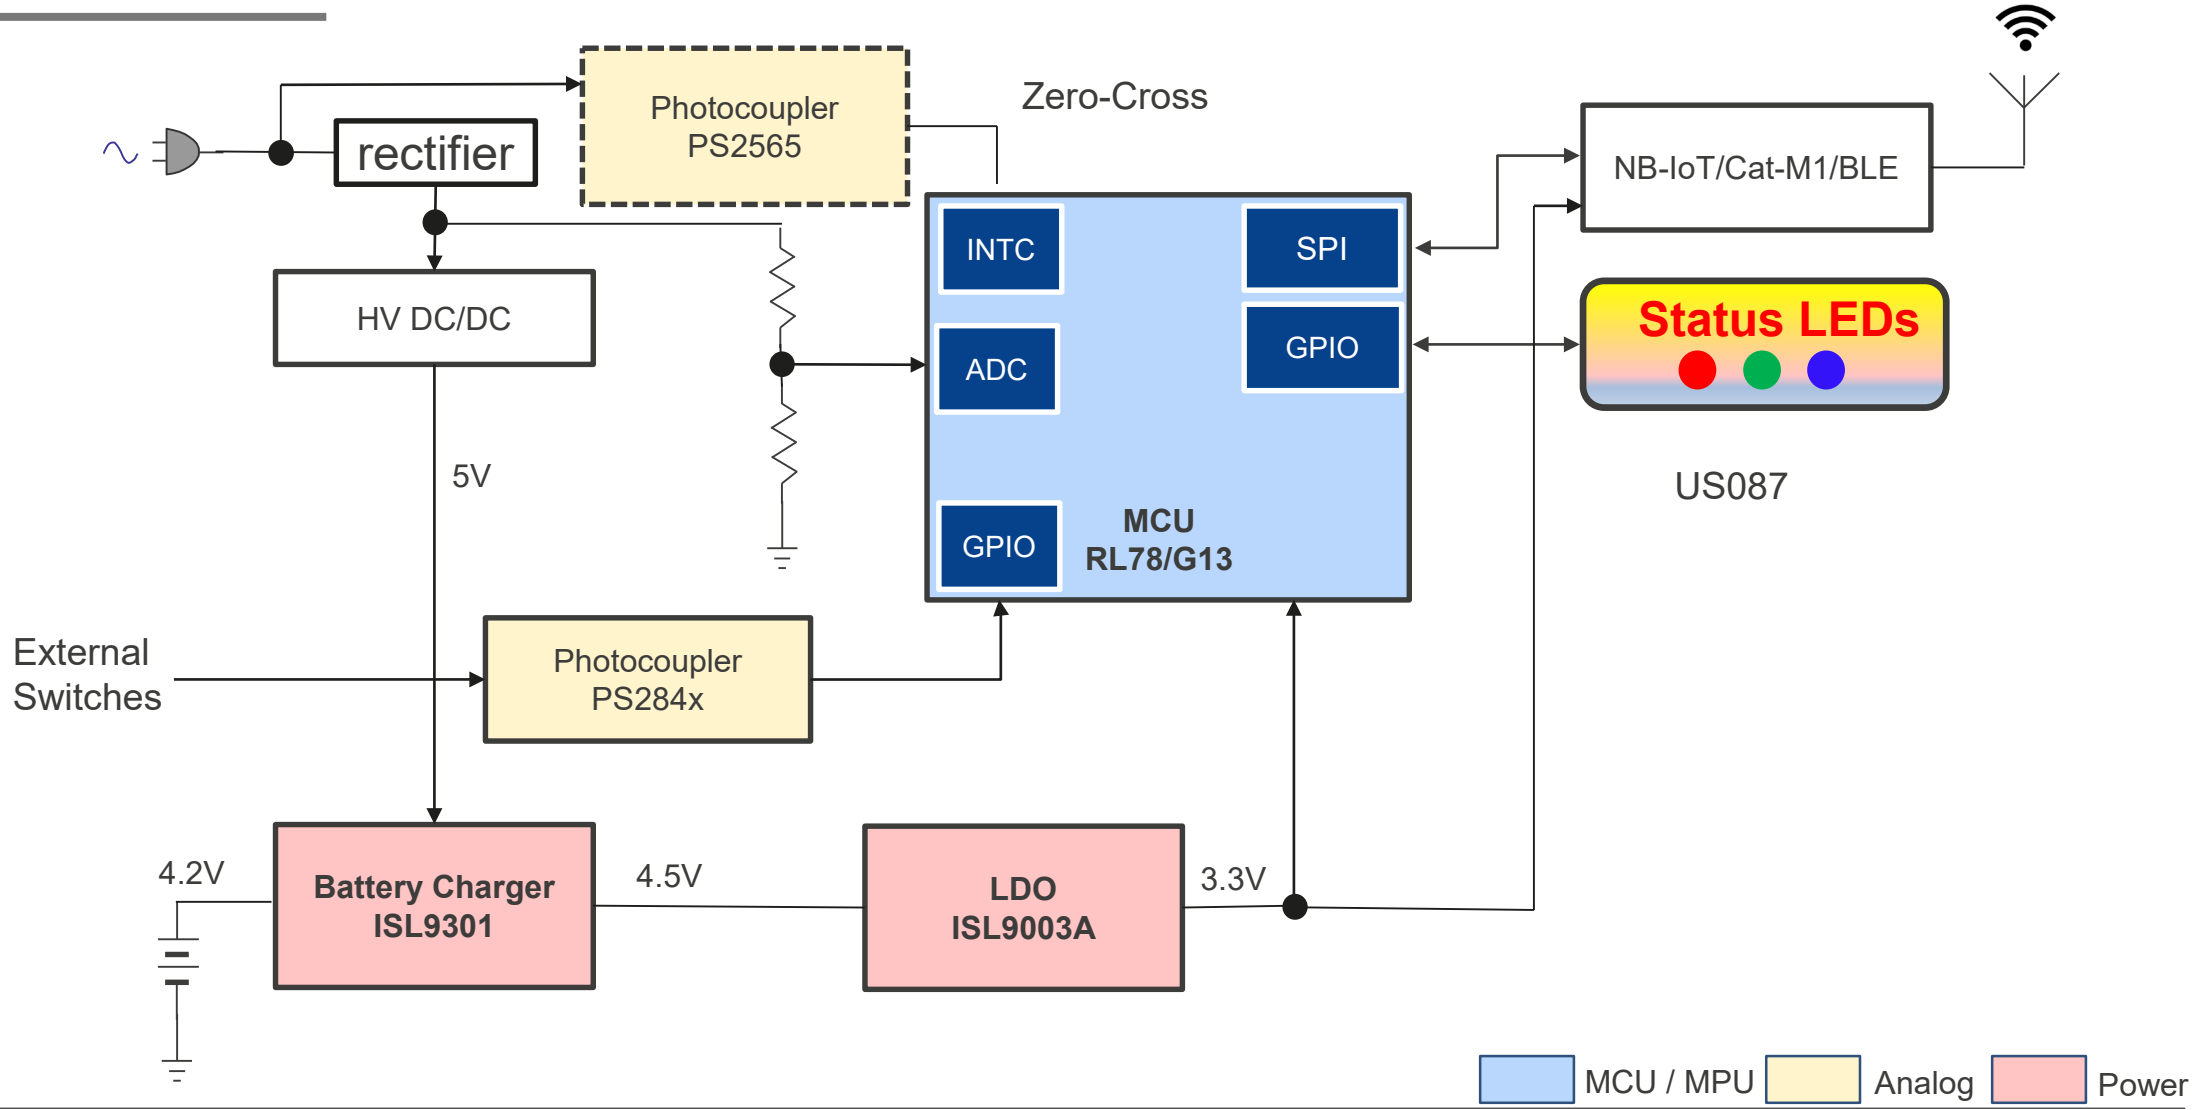 Photocoupler
PS2565
Zero-Cross
rectifier
NB-IoT/Cat-M1/BLE
INTC
SPI
HV DC/DC
Status LEDs
GPIO
ADC
5V
US087
MCU
RL78/G13
GPIO
External
Switches
Photocoupler
PS284x
4.2V
Battery Charger
ISL9301
4.5V
LDO
ISL9003A
3.3V
MCU / MPU
Analog
Power